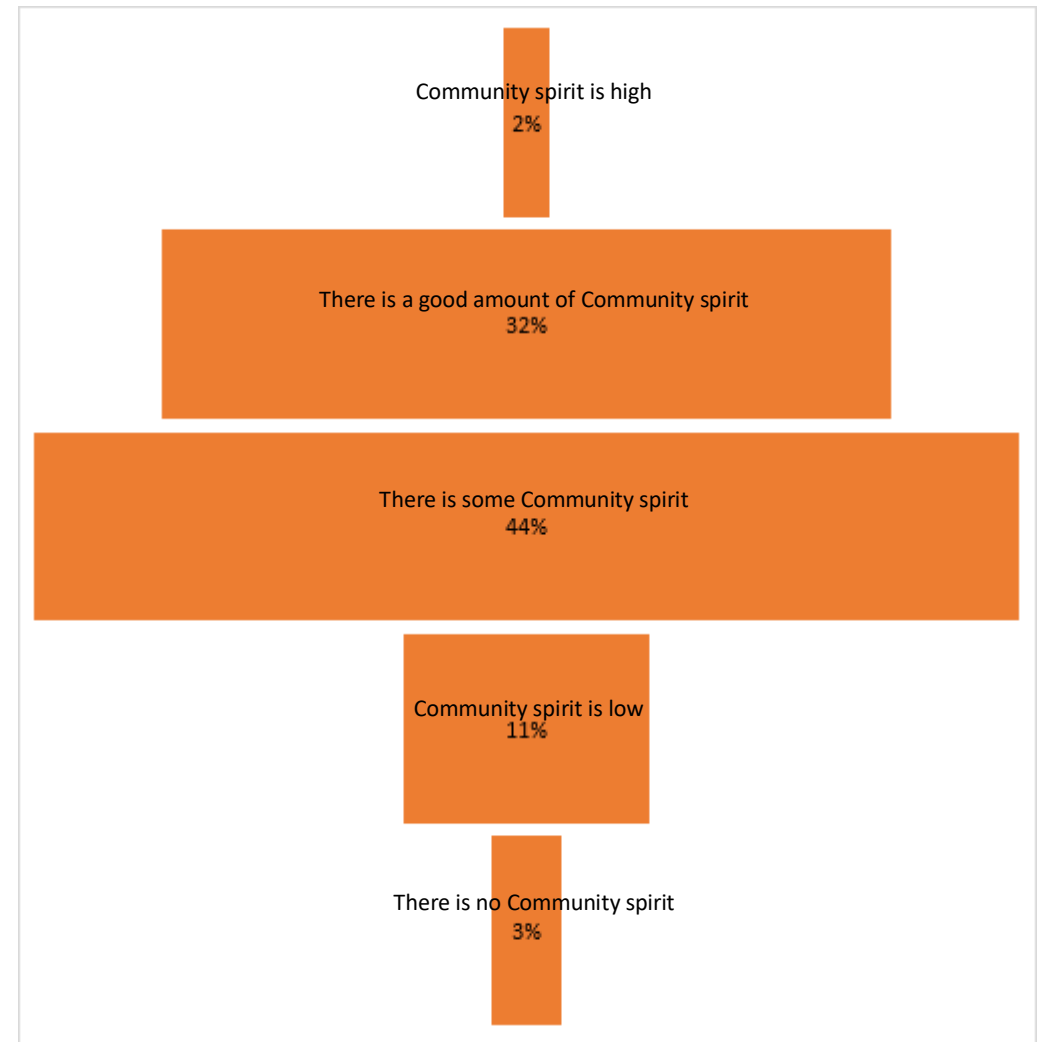 Community spirit is high
2%
There is a good amount of Community spirit
32%
There is some Community spirit
44%
Community spirit is low
11%
There is no Community spirit
3%